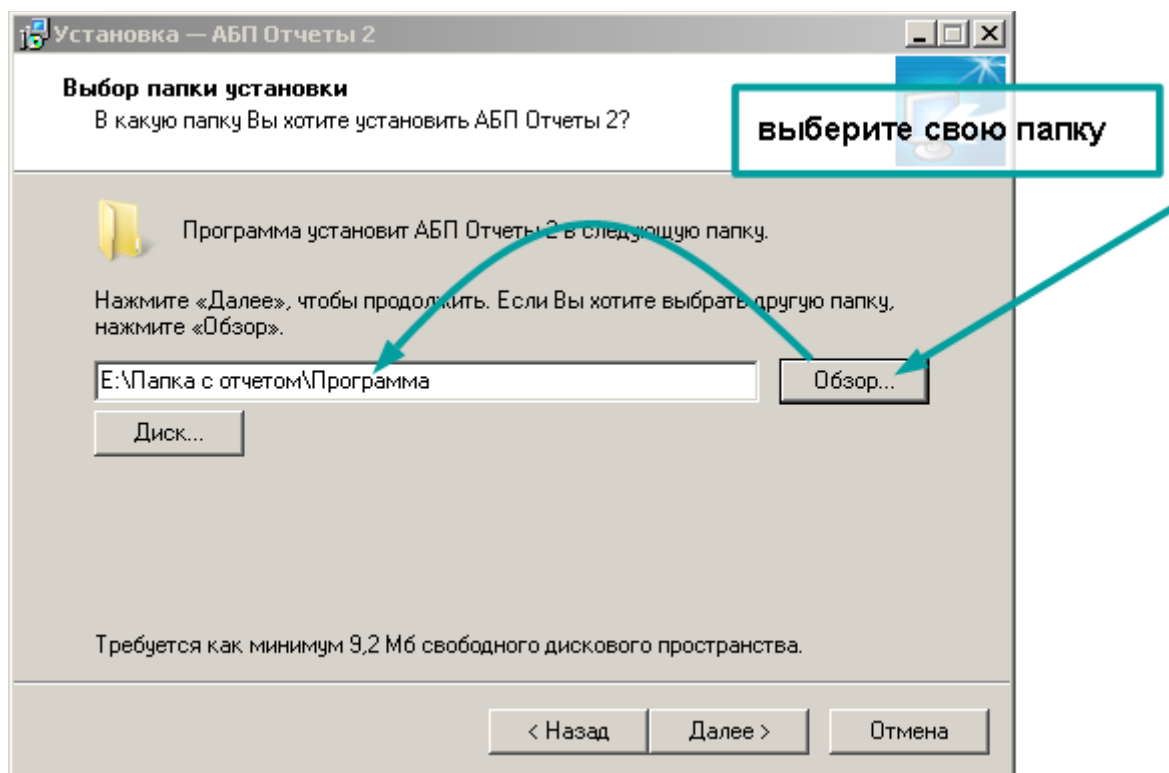 Установка — АБП Отчеты 2
Выбор папки установки
В какую папку Вы хотите установить АБП Отчеты 2?
выберите свою папку
Программа установит АБП Отчеты 2 в следующую папку.
Нажмите «Далее», чтобы продолжить. Если Вы хотите выбрать другую папку,
нажмите «Обзор».
E:\Папка с отчетом\Программа
Обзор...
Диск...
Требуется как минимум 9,2 Мб свободного дискового пространства.
< Назад
Далее >
Отмена